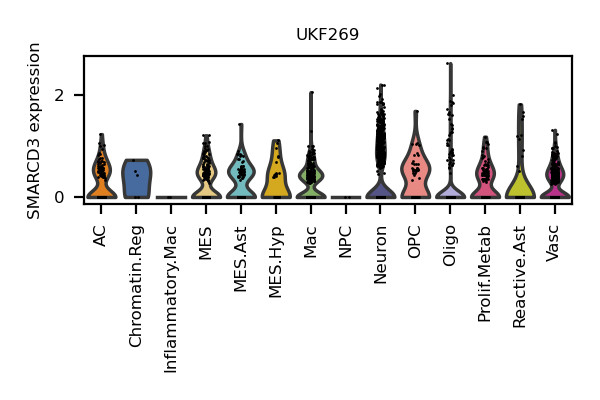 UKF269
SMARCD3 expression
2
0
AC
Chromatin.Reg
Inflammatory.Mac
MES
MES.Ast
MES.Hyp
Mac
NPC
Neuron
OPC
Oligo
Prolif.Metab
Reactive.Ast
Vasc